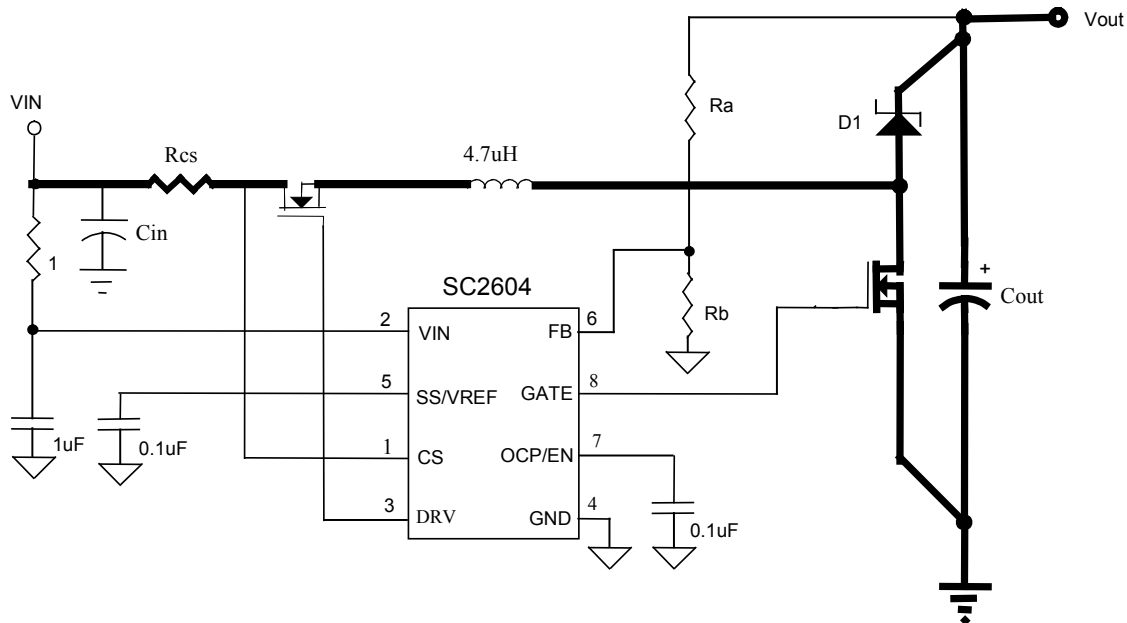 Vout
VIN
Ra
D1
Rcs
4.7uH
Cin
1
SC2604
+
Cout
2
VIN
FB
6
Rb
5
SS/VREF
GATE
8
1uF
0.1uF
1
CS
OCP/EN
7
3
DRV
GND
4
0.1uF